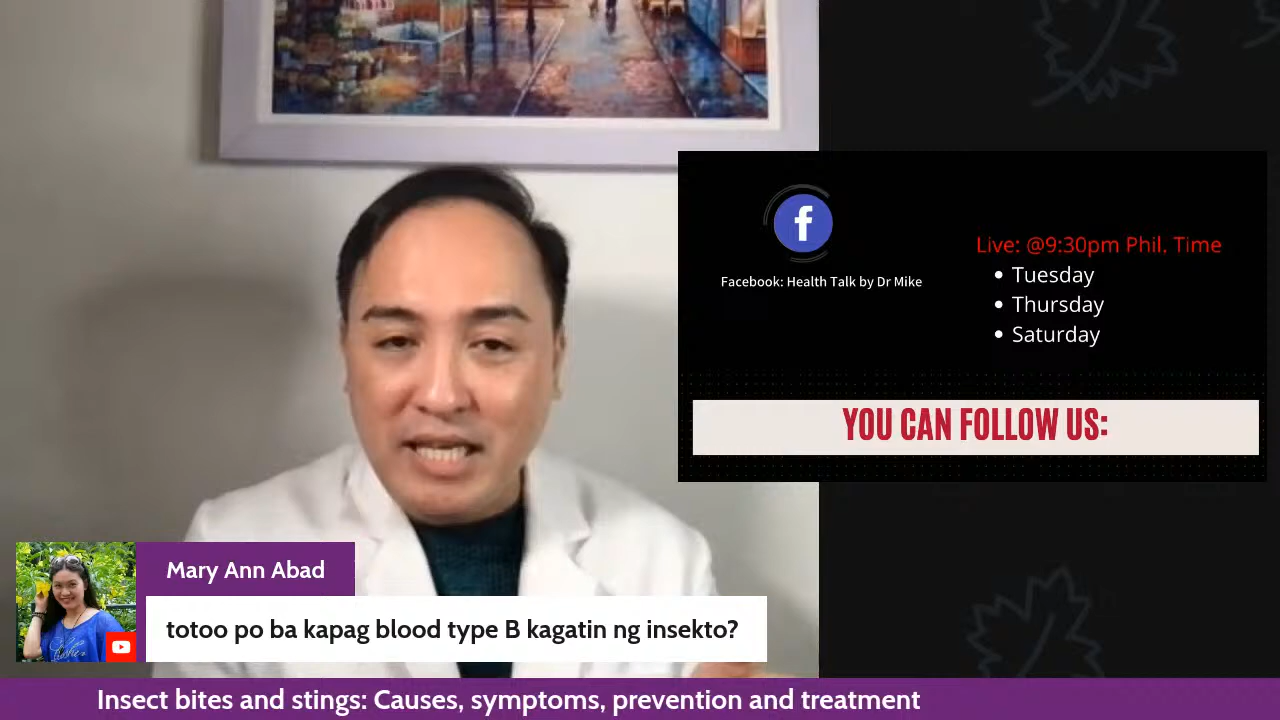 f
Facebook: Health Talk by Dr Mike
Live: @9:30pm Phil. Time
• Tuesday
• Thursday
• Saturday
YOU CAN FOLLOW US:
Mary Ann Abad
totoo po ba kapag blood type B kagatin ng insekto?
Insect bites and stings: Causes, symptoms, prevention and treatment